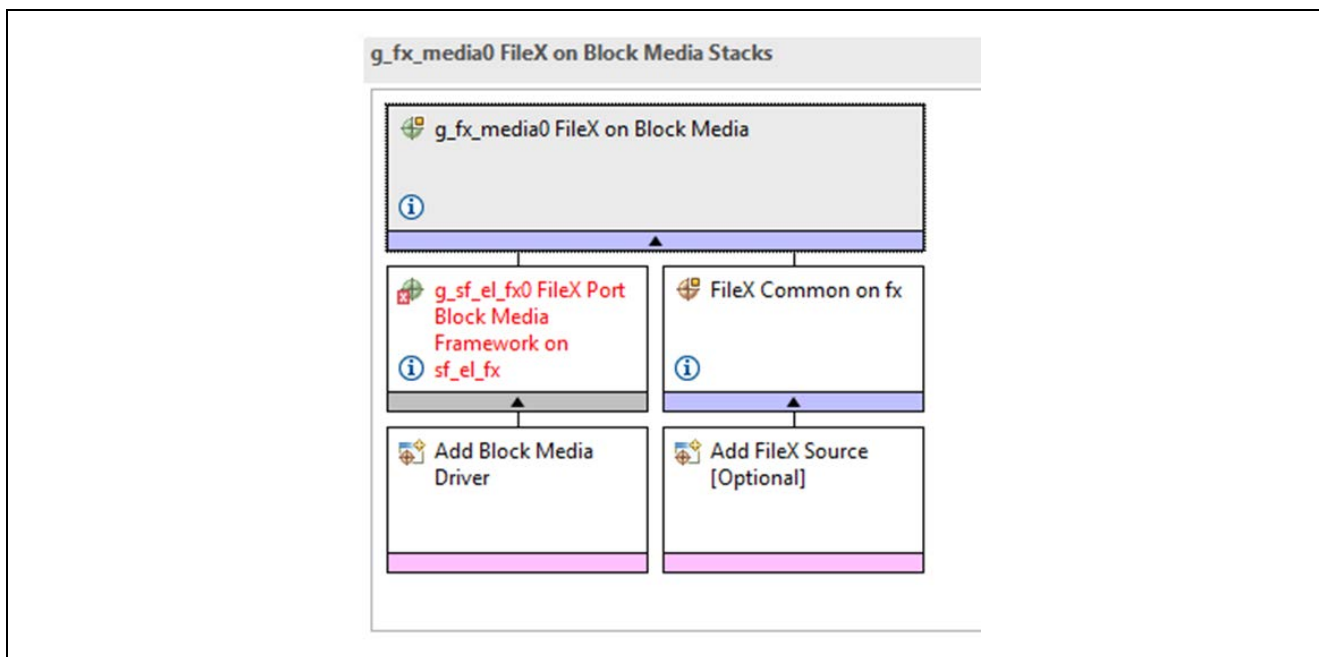 g_fx_media0 FileX on Block Media Stacks
g_fx_media0 FileX on Block Media
g_sf_el_fx0 FileX Port
Block Media
Framework on
sf_el_fx
FileX Common on fx
Add Block Media
Driver
Add FileX Source
[Optional]